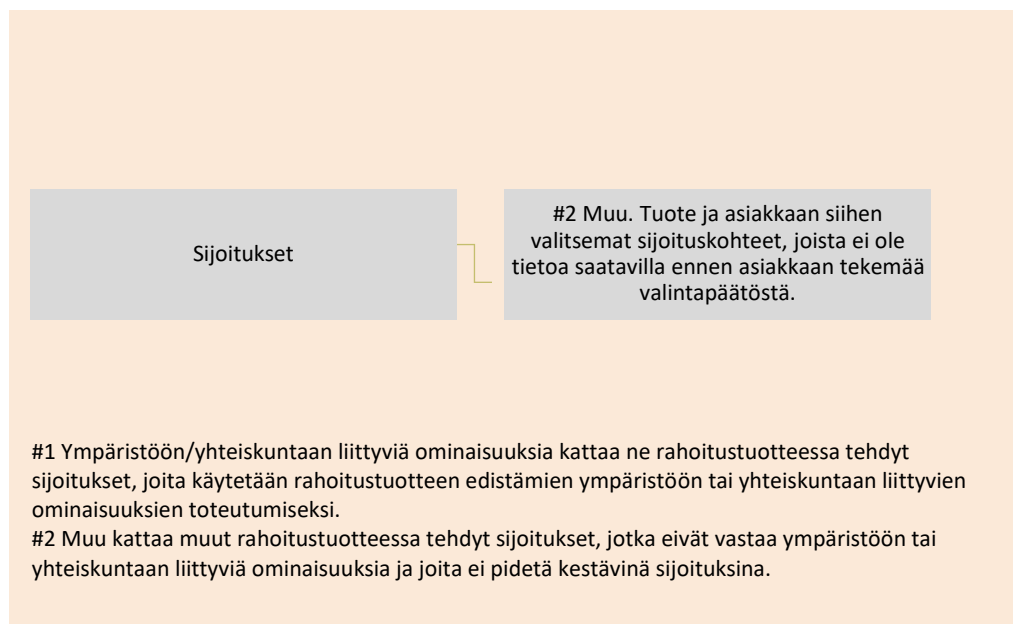 Sijoitukset
#2 Muu. Tuote ja asiakkaan siihen
valitsemat sijoituskohteet, joista ei ole
tietoa saatavilla ennen asiakkaan tekemää
valintapäätöstä.
#1 Ympäristöön/yhteiskuntaan liittyviä ominaisuuksia kattaa ne rahoitustuotteessa tehdyt
sijoitukset, joita käytetään rahoitustuotteen edistämien ympäristöön tai yhteiskuntaan liittyvien
ominaisuuksien toteutumiseksi.
#2 Muu kattaa muut rahoitustuotteessa tehdyt sijoitukset, jotka eivät vastaa ympäristöön tai
yhteiskuntaan liittyviä ominaisuuksia ja joita ei pidetä kestävinä sijoituksina.